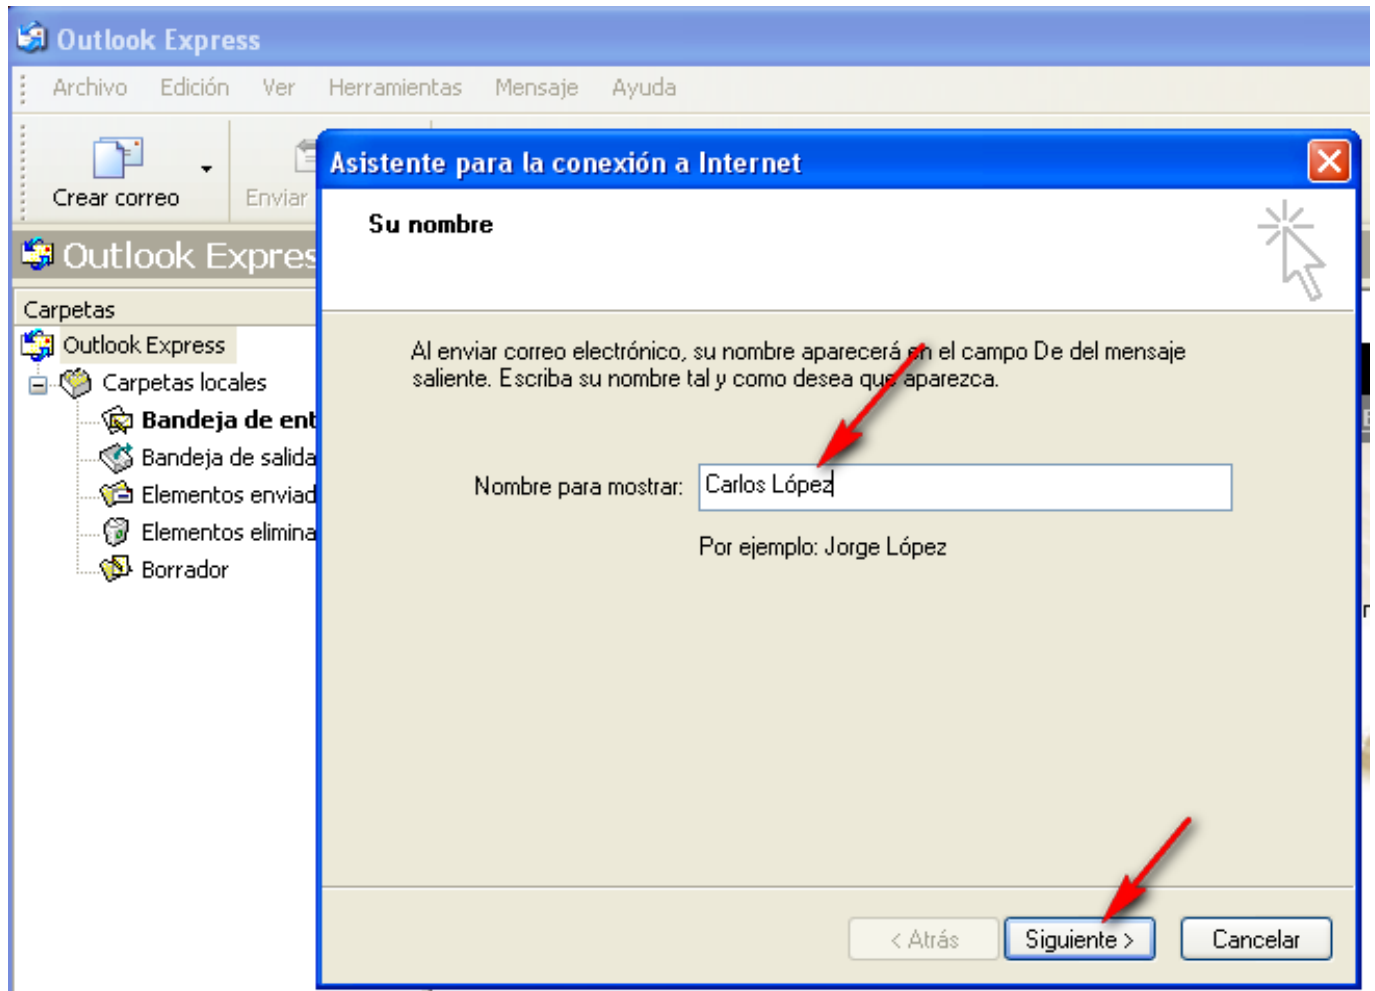 Outlook Express
Archivo Edición Ver Herramientas Mensaje Ayuda
Crear correo Enviar
Outlook Expres
Carpetas
Outlook Express
Carpetas locales
Bandeja de ent
Bandeja de salida
Elementos enviad
Elementos elimina
Borrador
Asistente para la conexión a Internet
Su nombre
Al enviar correo electrónico, su nombre aparecerá en el campo De del mensaje
saliente. Escriba su nombre tal y como desea que aparezca.
Nombre para mostrar: Carlos López
Por ejemplo: Jorge López
< Atrás Siguiente > Cancelar